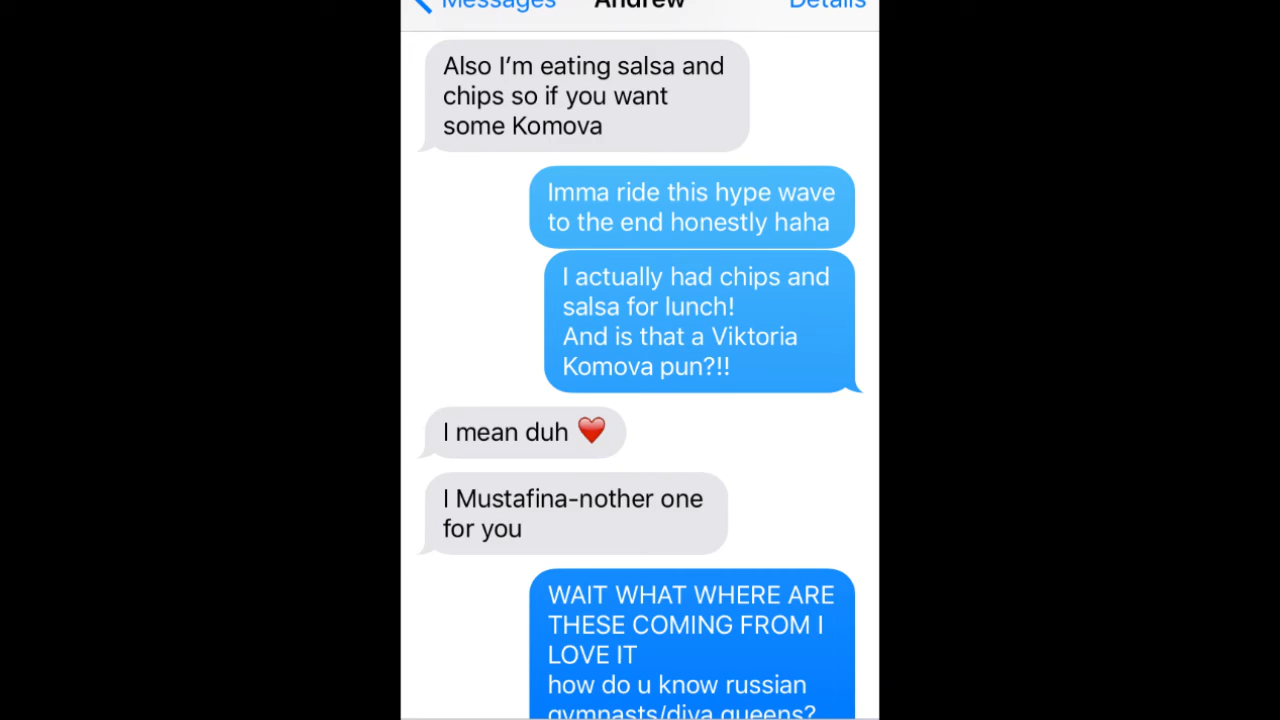 Messages
Andrew
Details
Also I'm eating salsa and
chips so if you want
some Komova
Imma ride this hype wave
to the end honestly haha
I actually had chips and
salsa for lunch!
And is that a Viktoria
Komova pun?!!
I mean duh ❤️
I Mustafina-nother one
for you
WAIT WHAT WHERE ARE
THESE COMING FROM I
LOVE IT
how do u know russian
gymnasts/diva queens?